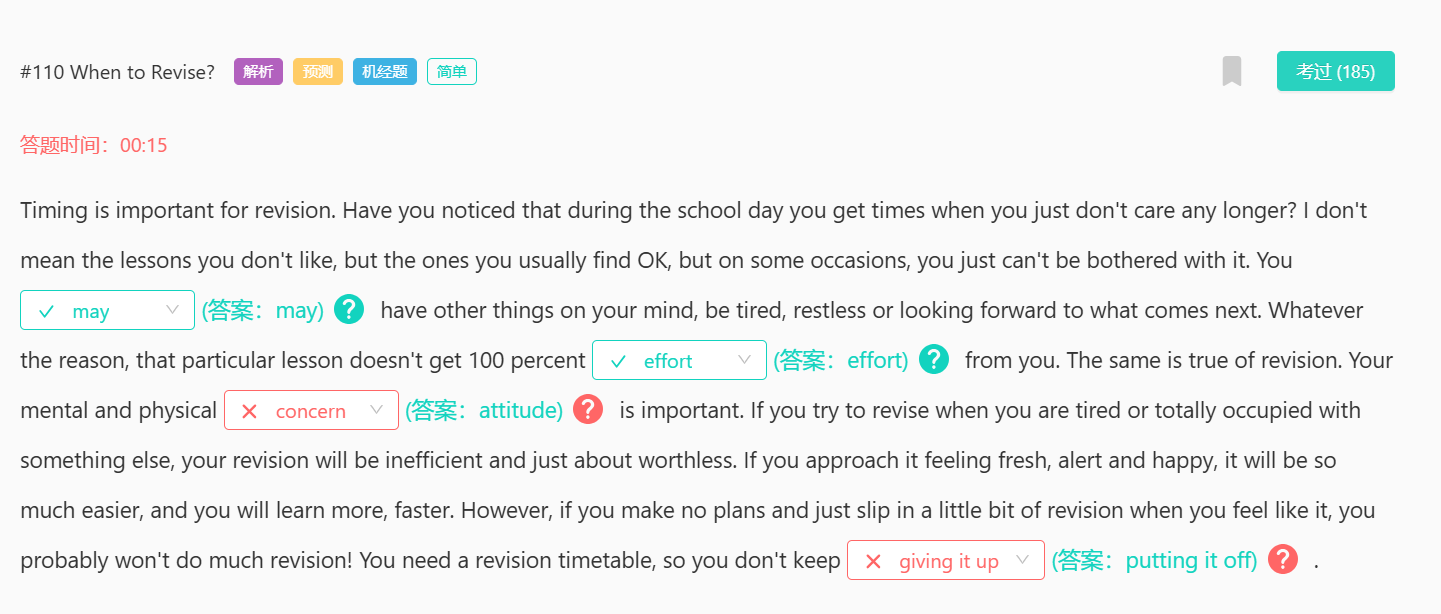 #110 When to Revise? 解析 预测 机经题 简单 考过 (185)
答题时间：00:15
Timing is important for revision. Have you noticed that during the school day you get times when you just don't care any longer? I don't
mean the lessons you don't like, but the ones you usually find OK, but on some occasions, you just can't be bothered with it. You
may (答案：may) ? have other things on your mind, be tired, restless or looking forward to what comes next. Whatever
the reason, that particular lesson doesn't get 100 percent effort (答案：effort) ? from you. The same is true of revision. Your
mental and physical concern (答案：attitude) ? is important. If you try to revise when you are tired or totally occupied with
something else, your revision will be inefficient and just about worthless. If you approach it feeling fresh, alert and happy, it will be so
much easier, and you will learn more, faster. However, if you make no plans and just slip in a little bit of revision when you feel like it, you
probably won't do much revision! You need a revision timetable, so you don't keep giving it up (答案：putting it off) ? .